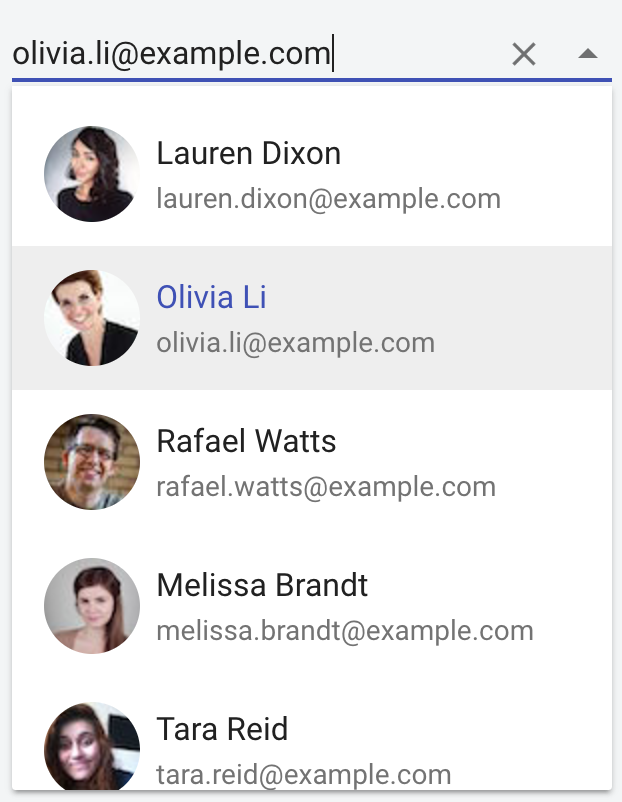 olivia.li@example.com
Lauren Dixon
lauren.dixon@example.com
Olivia Li
olivia.li@example.com
Rafael Watts
rafael.watts@example.com
Melissa Brandt
melissa.brandt@example.com
Tara Reid
tara.reid@example.com